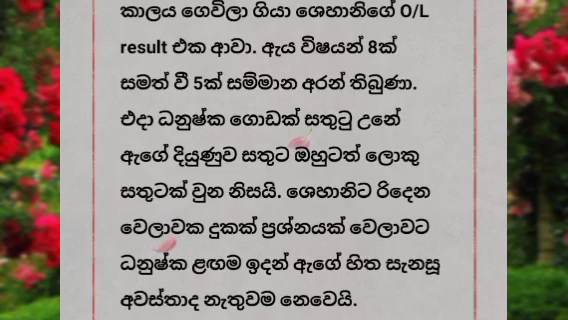 කාලය ගෙවිලා ගියා ශෙහානිගේ O/L
result එක ආවා. ඇය විෂයන් 8ක්
සමත් වී 5ක් සම්මාන අරන් තිබුණා.
එදා ධනුෂ්ක ගොඩක් සතුටු උනේ
ඇගේ දියුණුව සතුට ඔහුටත් ලොකු
සතුටක් වුන නිසයි. ශෙහානිට රිදෙන
වෙලාවක දුකක් ප්‍රශ්නයක් වෙලාවට
ධනුෂ්ක ළඟම ඉදන් ඇගේ හිත සැනසූ
අවස්තාද නැතුවම නෙවෙයි.